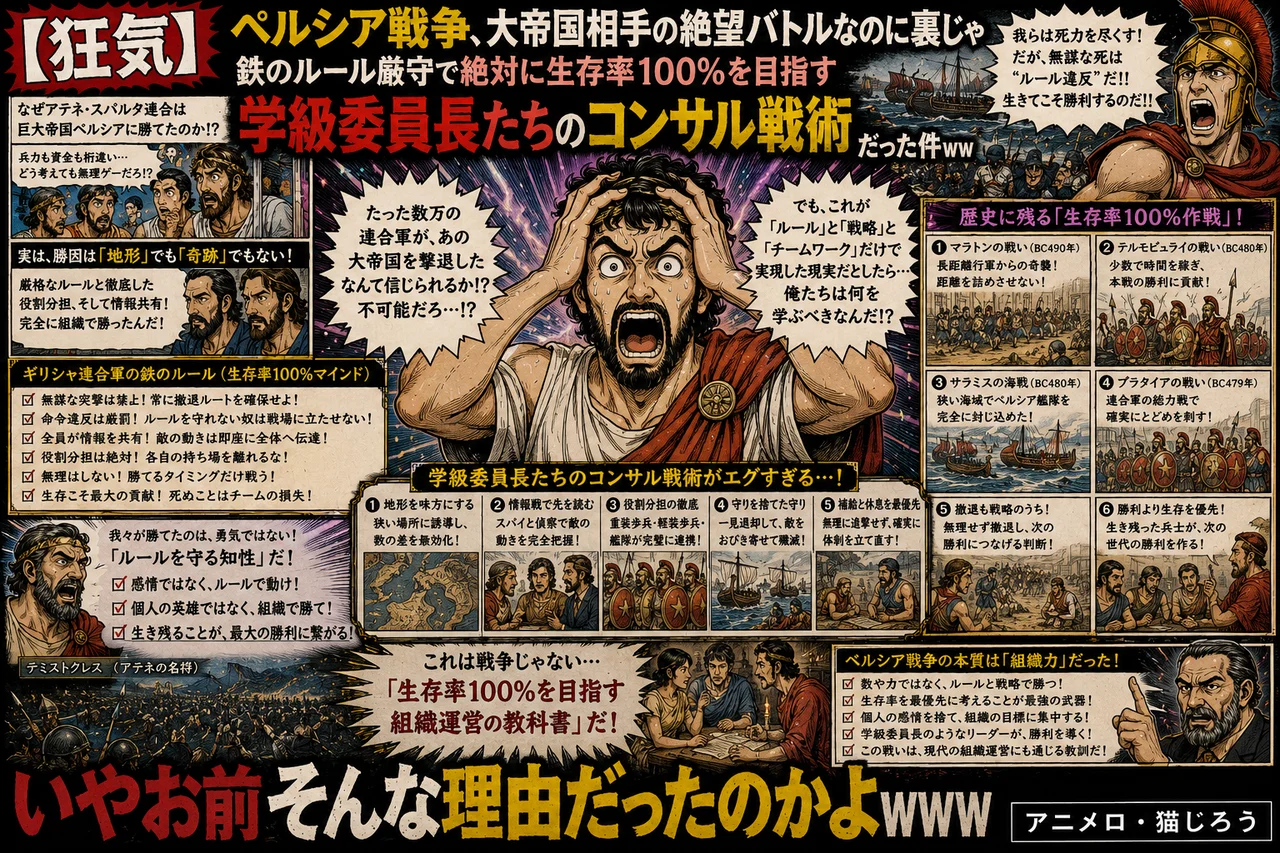 【狂気】
ペルシア戦争、大帝国相手の絶望バトルなのに裏じゃ
鉄のルール厳守で絶対に生存率100%を目指す
学級委員長たちのコンサル戦術だった件ww
我らは死力を尽くす!
だが、無謀な死は
“ルール違反”だ!!
生きてこそ勝利するのだ!!
なぜアテネ・スパルタ連合は
巨大帝国ペルシアに勝てたのか!?
兵力も資金も桁違い…
どう考えても無理ゲーだろ!?
実は、勝因は「地形」でも「奇跡」でもない!
厳格なルールと徹底した
役割分担、そして情報共有!
完全に組織で勝ったんだ!
ギリシャ連合軍の鉄のルール(生存率100%マインド)
☑ 無謀な突撃は禁止! 常に撤退ルートを確保せよ!
☑ 命令違反は厳罰! ルールを守れない奴は戦場に立たせない!
☑ 全員が情報を共有! 敵の動きは即座に全体へ伝達!
☑ 役割分担は絶対! 各自の持ち場を離れるな!
☑ 無理はしない! 勝てるタイミングだけ戦う!
☑ 生存こそ最大の貢献! 死ぬことはチームの損失!
我々が勝てたのは、勇気ではない!
「ルールを守る知性」だ!
☑ 感情ではなく、ルールで動け!
☑ 個人の英雄ではなく、組織で勝て!
☑ 生き残ることが、最大の勝利に繋がる!
テミストクレス (アテネの名将)
たった数万の
連合軍が、あの
大帝国を撃退した
なんて信じられるか!?
不可能だろ…!?
でも、これが
「ルール」と「戦略」と
「チームワーク」だけで
実現した現実だとしたら…
俺たちは何を
学ぶべきなんだ!?
学級委員長たちのコンサル戦術がエグすぎる…!
❶ 地形を味方にする
狭い場所に誘導し、
数の差を最効化!
❷ 情報戦で先を読む
スパイと偵察で敵の
動きを完全把握!
❸ 役割分担の徹底
重装歩兵・軽装歩兵・
艦隊が完璧に連携!
❹ 守りを捨てた守り
一見退却して、敵を
おびき寄せて殲滅!
❺ 補給と休息を最優先
無理に進撃せず、確実に
体制を立て直す!
歴史に残る「生存率100%作戦」!
❶ マラトンの戦い(BC490年)
長距離行軍からの奇襲!
距離を詰めさせない!
❷ テルモピュライの戦い(BC480年)
少数で時間を稼ぎ、
本戦の勝利に貢献!
❸ サラミスの海戦(BC480年)
狭い海域でペルシア艦隊を
完全に封じ込めた!
❹ プラタイアの戦い(BC479年)
連合軍の総力戦で
確実にとどめを刺す!
❺ 撤退も戦略のうち!
無理せず撤退し、次の
勝利につなげる判断!
❻ 勝利より生存を優先!
生き残った兵士が、次の
世代の勝利を作る!
これは戦争じゃない…
「生存率100%を目指す
組織運営の教科書」だ!
ペルシア戦争の本質は「組織力」だった!
☑ 数や力ではなく、ルールと戦略で勝つ!
☑ 生存率を最優先に考えることが最強の武器!
☑ 個人の感情を捨て、組織の目標に集中する!
☑ 学級委員長のようなリーダーが、勝利を導く!
☑ この戦いは、現代の組織運営にも通じる教訓だ!
いやお前そんな理由だったのかよwww
アニメロ・猫じろう